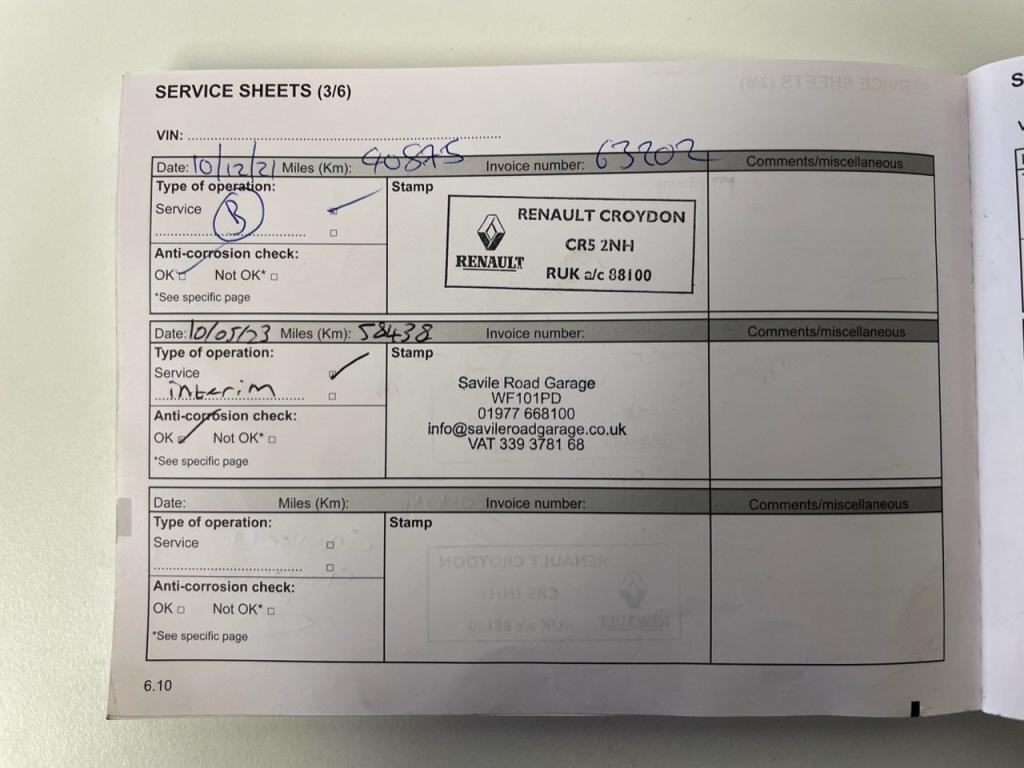 SERVICE SHEETS (3/6)
VIN: ..............................
Date: 10/12/21 Miles (Km): 40875 Invoice number: 63202 Comments/miscellaneous
Type of operation: Stamp
Service B
RENAULT CROYDON
CR5 2NH
RENAULT
RUK a/c 88100
Anti-corrosion check:
OK Not OK*
*See specific page
Date: 10/05/23 Miles (Km): 58438 Invoice number: Comments/miscellaneous
Type of operation: Stamp
Service
interim
Savile Road Garage
WF101PD
01977 668100
info@savileroadgarage.co.uk
VAT 339 3781 68
Anti-corrosion check:
OK Not OK*
*See specific page
Date: Miles (Km): Invoice number: Comments/miscellaneous
Type of operation: Stamp
Service
Anti-corrosion check:
OK Not OK*
*See specific page
6.10